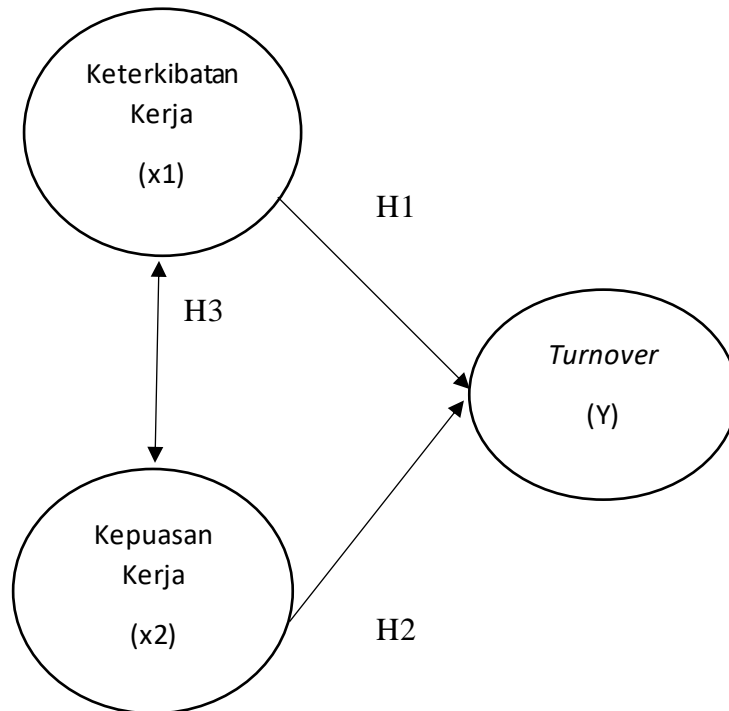 Keterkibatan
Kerja
(x1)
H1
H3
Turnover
(Y)
Kepuasan
Kerja
(x2)
H2